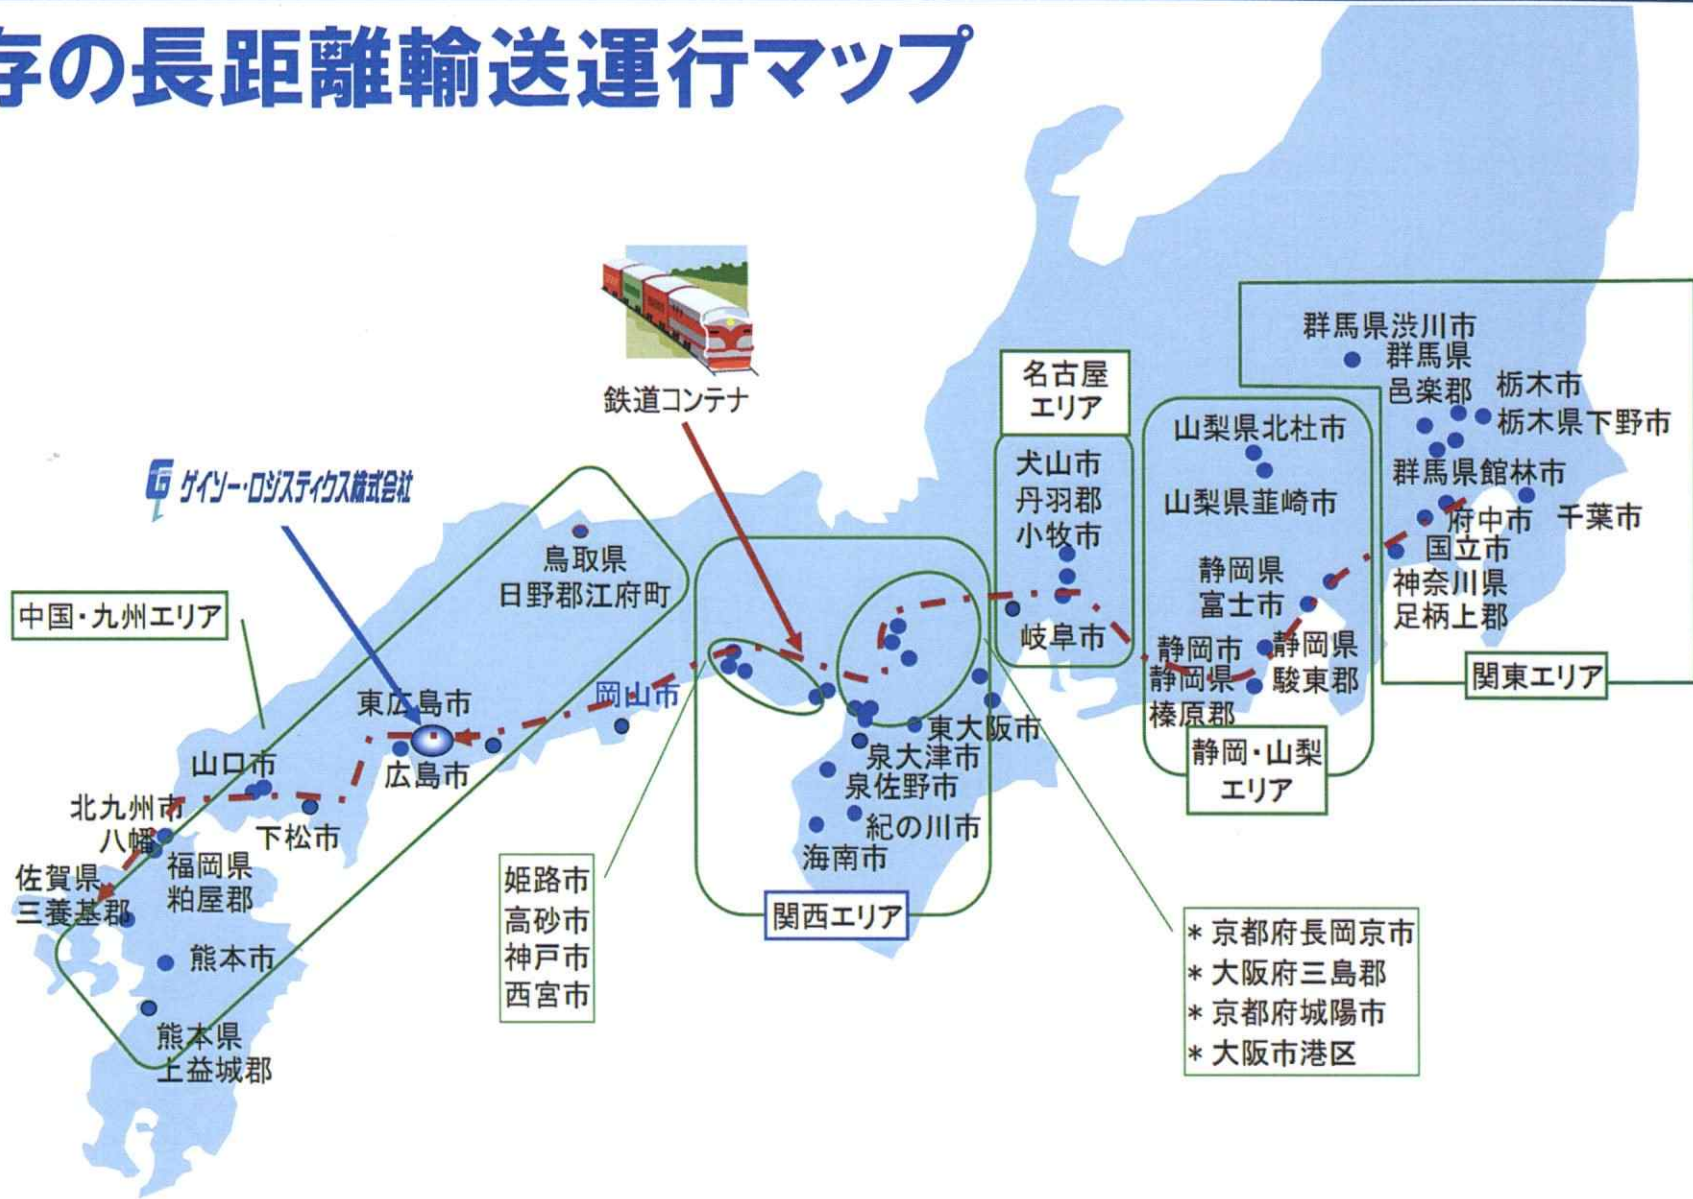 存の長距離輸送運行マップ
鉄道コンテナ
ゲイソー・ロジスティクス株式会社
中国・九州エリア
鳥取県
日野郡江府町
東広島市
広島市
岡山市
山口市
下松市
北九州市
八幡
福岡県
粕屋郡
佐賀県
三養基郡
熊本市
熊本県
上益城郡
姫路市
高砂市
神戸市
西宮市
関西エリア
東大阪市
泉大津市
泉佐野市
紀の川市
海南市
* 京都府長岡京市
* 大阪府三島郡
* 京都府城陽市
* 大阪市港区
名古屋
エリア
犬山市
丹羽郡
小牧市
岐阜市
山梨県北杜市
山梨県韮崎市
静岡県
富士市
静岡市
静岡県
榛原郡
静岡県
駿東郡
静岡・山梨
エリア
群馬県渋川市
群馬県
邑楽郡
栃木市
栃木県下野市
群馬県館林市
府中市
千葉市
国立市
神奈川県
足柄上郡
関東エリア